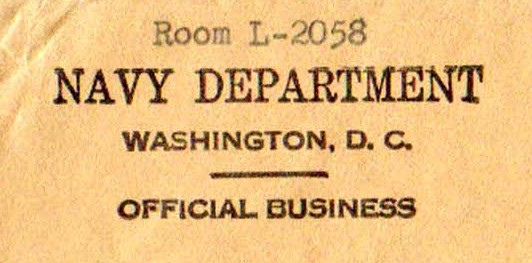 Room L-2058
NAVY DEPARTMENT
WASHINGTON, D. C.
OFFICIAL BUSINESS